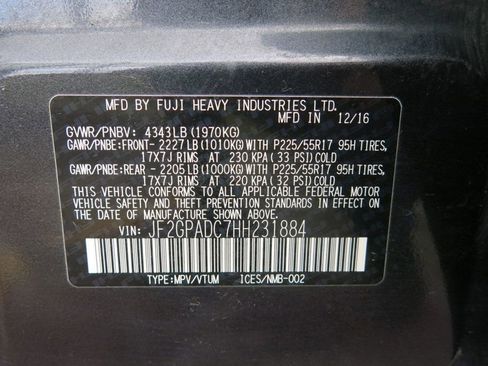 MFD BY FUJI HEAVY INDUSTRIES LTD.
MFD IN 12/16
GVWR/PNBV: 4343LB(1970KG)
GAWR/PNBE:FRONT-2227LB(1010KG)WITH P225/55R17 95H TIRES,
17X7J RIMS AT 230 KPA(33 PSI)COLD
GAWR/PNBE:REAR -2205LB(1000KG)WITH P225/55R17 95H TIRES,
17X7J RIMS AT 220 KPA(32 PSI)COLD
THIS VEHICLE CONFORMS TO ALL APPLICABLE FEDERAL MOTOR
VEHICLE SAFETY AND THEFT PREVENTION STANDARDS IN
EFFECT ON THE DATE OF MANUFACTURE SHOWN ABOVE.
VIN: JF2GPADC7HH231884
TYPE:MPV/VTUM ICES/NMB-002